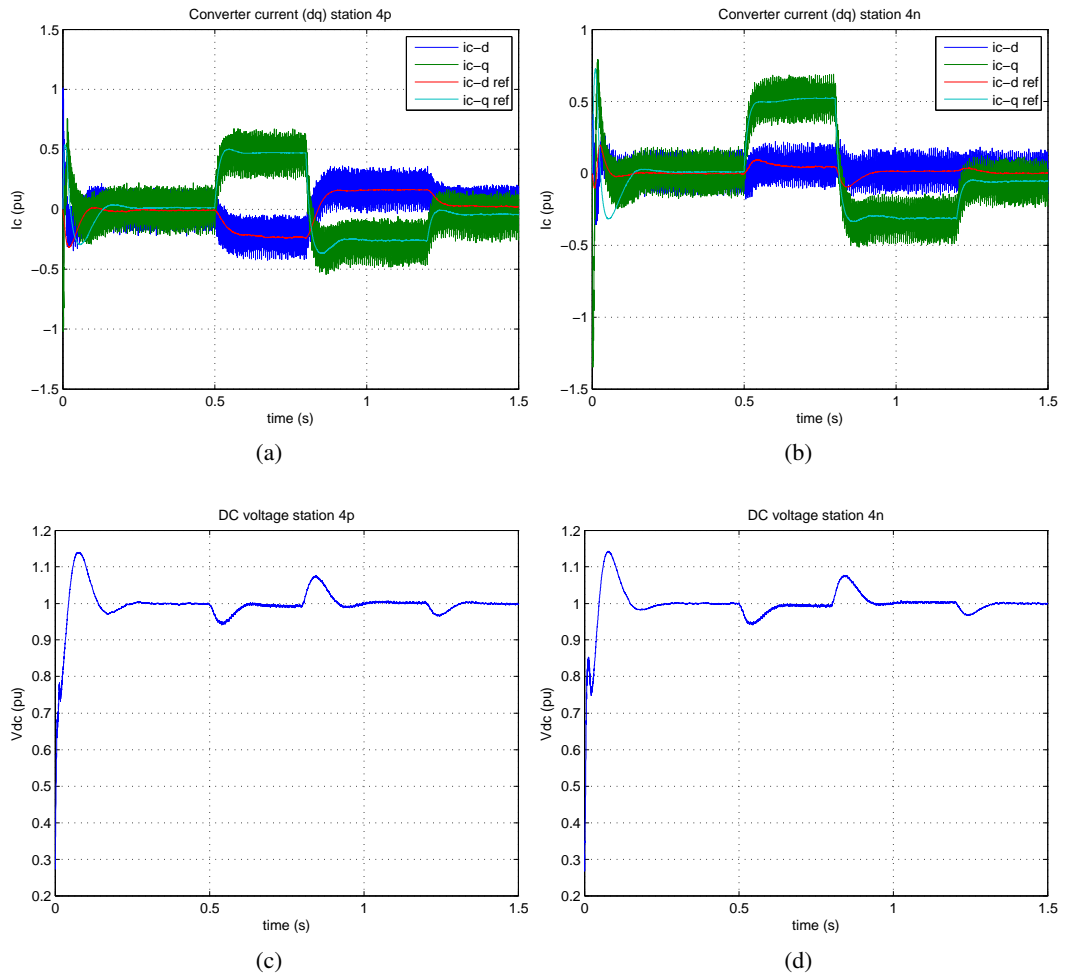 Converter current (dq) station 4p
1.5
1
0.5
0
−0.5
−1
−1.5
Ic (pu)
0
0.5
1
1.5
time (s)
ic−d
ic−q
ic−d ref
ic−q ref
(a)
Converter current (dq) station 4n
1
0.5
0
−0.5
−1
−1.5
Ic (pu)
0
0.5
1
1.5
time (s)
ic−d
ic−q
ic−d ref
ic−q ref
(b)
DC voltage station 4p
1.2
1.1
1
0.9
0.8
0.7
0.6
0.5
0.4
0.3
0.2
Vdc (pu)
0
0.5
1
1.5
time (s)
(c)
DC voltage station 4n
1.2
1.1
1
0.9
0.8
0.7
0.6
0.5
0.4
0.3
0.2
Vdc (pu)
0
0.5
1
1.5
time (s)
(d)